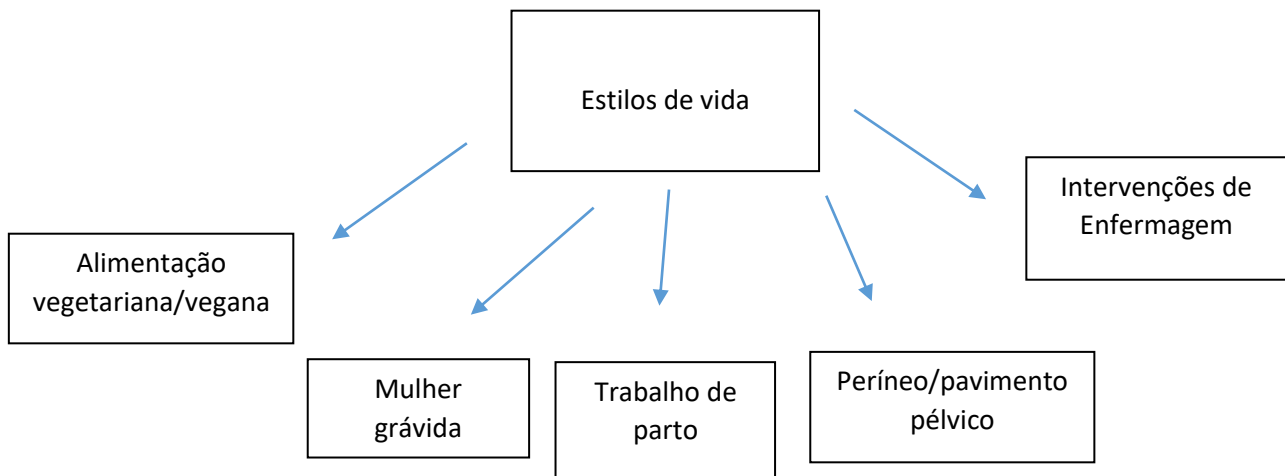 Estilos de vida
Intervenções de
Enfermagem
Alimentação
vegetariana/vegana
Mulher
grávida
Trabalho de
parto
Períneo/pavimento
pélvico